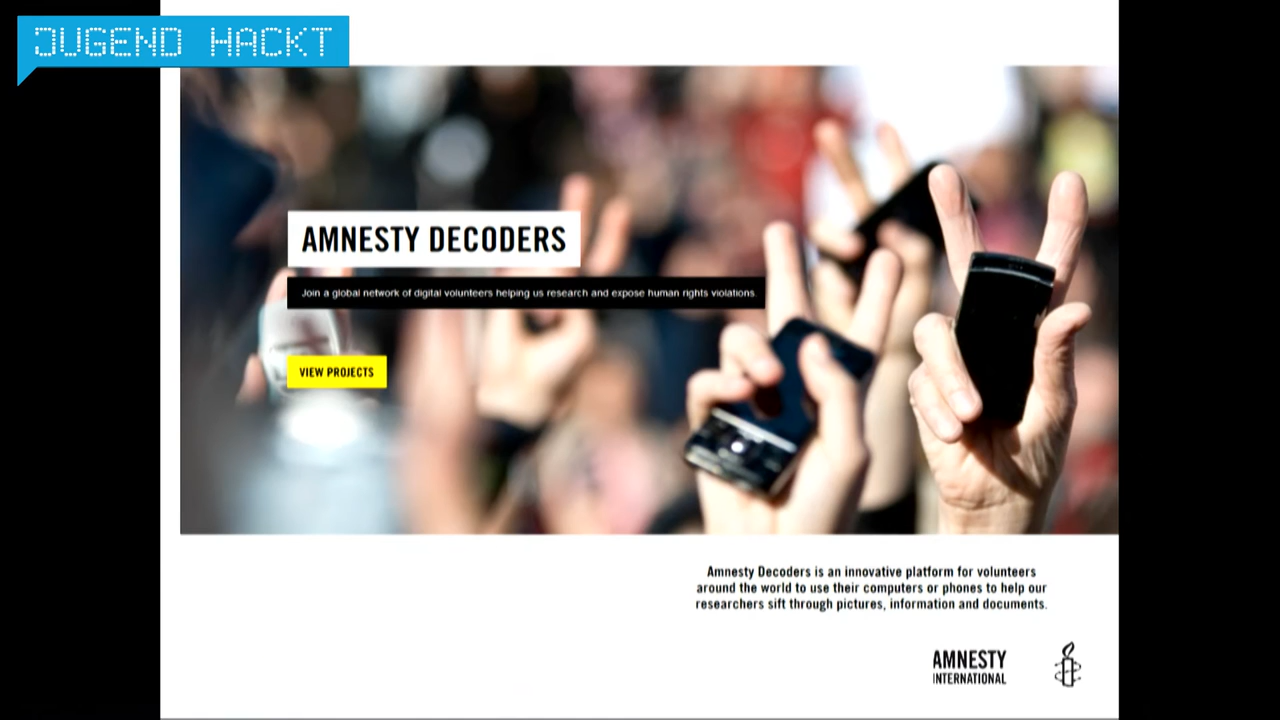 JUGEND HACKT
AMNESTY DECODERS
Join a global network of digital volunteers helping us research and expose human rights violations.
VIEW PROJECTS
Amnesty Decoders is an innovative platform for volunteers
around the world to use their computers or phones to help our
researchers sift through pictures, information and documents.
AMNESTY
INTERNATIONAL